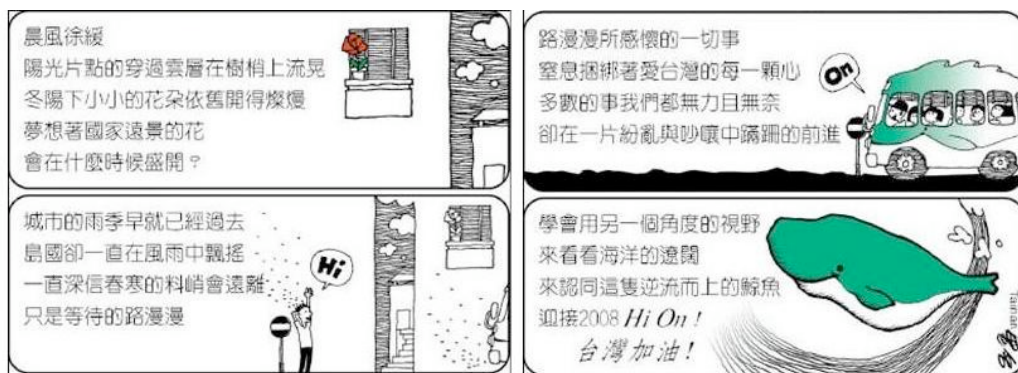 晨風徐緩
陽光片點的穿過雲層在樹梢上流晃
冬陽下小小的花朵依舊開得燦熳
夢想著國家遠景的花
會在什麼時候盛開？
城市的雨季早就已經過去
島國卻一直在風雨中飄搖
一直深信春寒的料峭會遠離
只是等待的路漫漫
Hi
路漫漫所感懷的一切事
窒息捆綁著愛台灣的每一顆心
多數的事我們都無力且無奈
卻在一片紛亂與吵嚷中蹣跚的前進
On
學會用另一個角度的視野
來看看海洋的遼闊
來認同這隻逆流而上的鯨魚
迎接2008 Hi On !
台灣加油!
Tainan